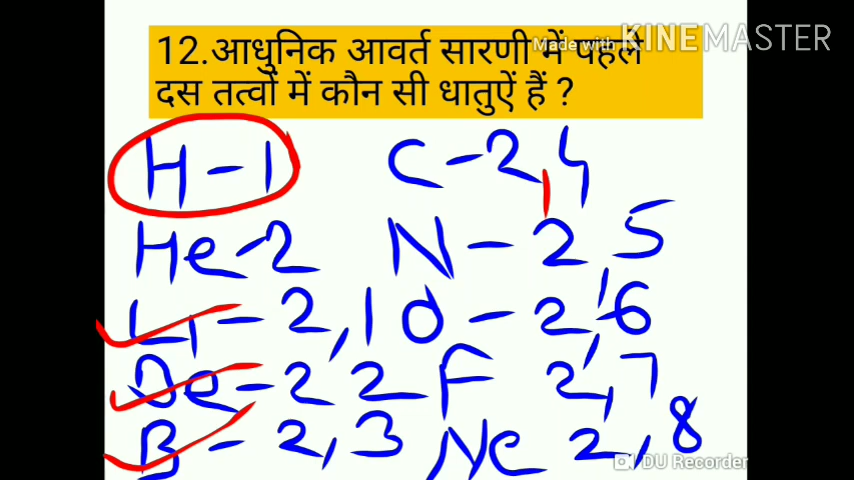 12.आधुनिक आवर्त सारणी में पहले
Made with KINEMASTER
दस तत्वों में कौन सी धातुऐं हैं ?
H - 1 C - 2,4
He - 2 N - 2 5
Li - 2,1 O - 2,6
Be - 2 2 F 2,7
B - 2,3 Ne 2,8
DU Recorder